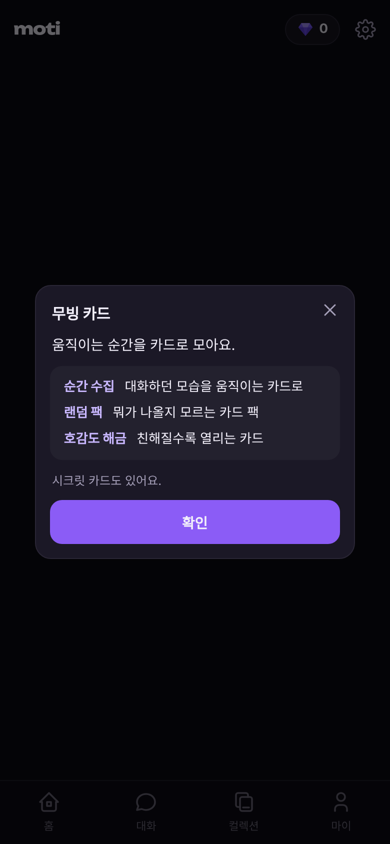 moti
0
무빙 카드
움직이는 순간을 카드로 모아요.
순간 수집 대화하던 모습을 움직이는 카드로
랜덤 팩 뭐가 나올지 모르는 카드 팩
호감도 해금 친해질수록 열리는 카드
시크릿 카드도 있어요.
확인
홈
대화
컬렉션
마이